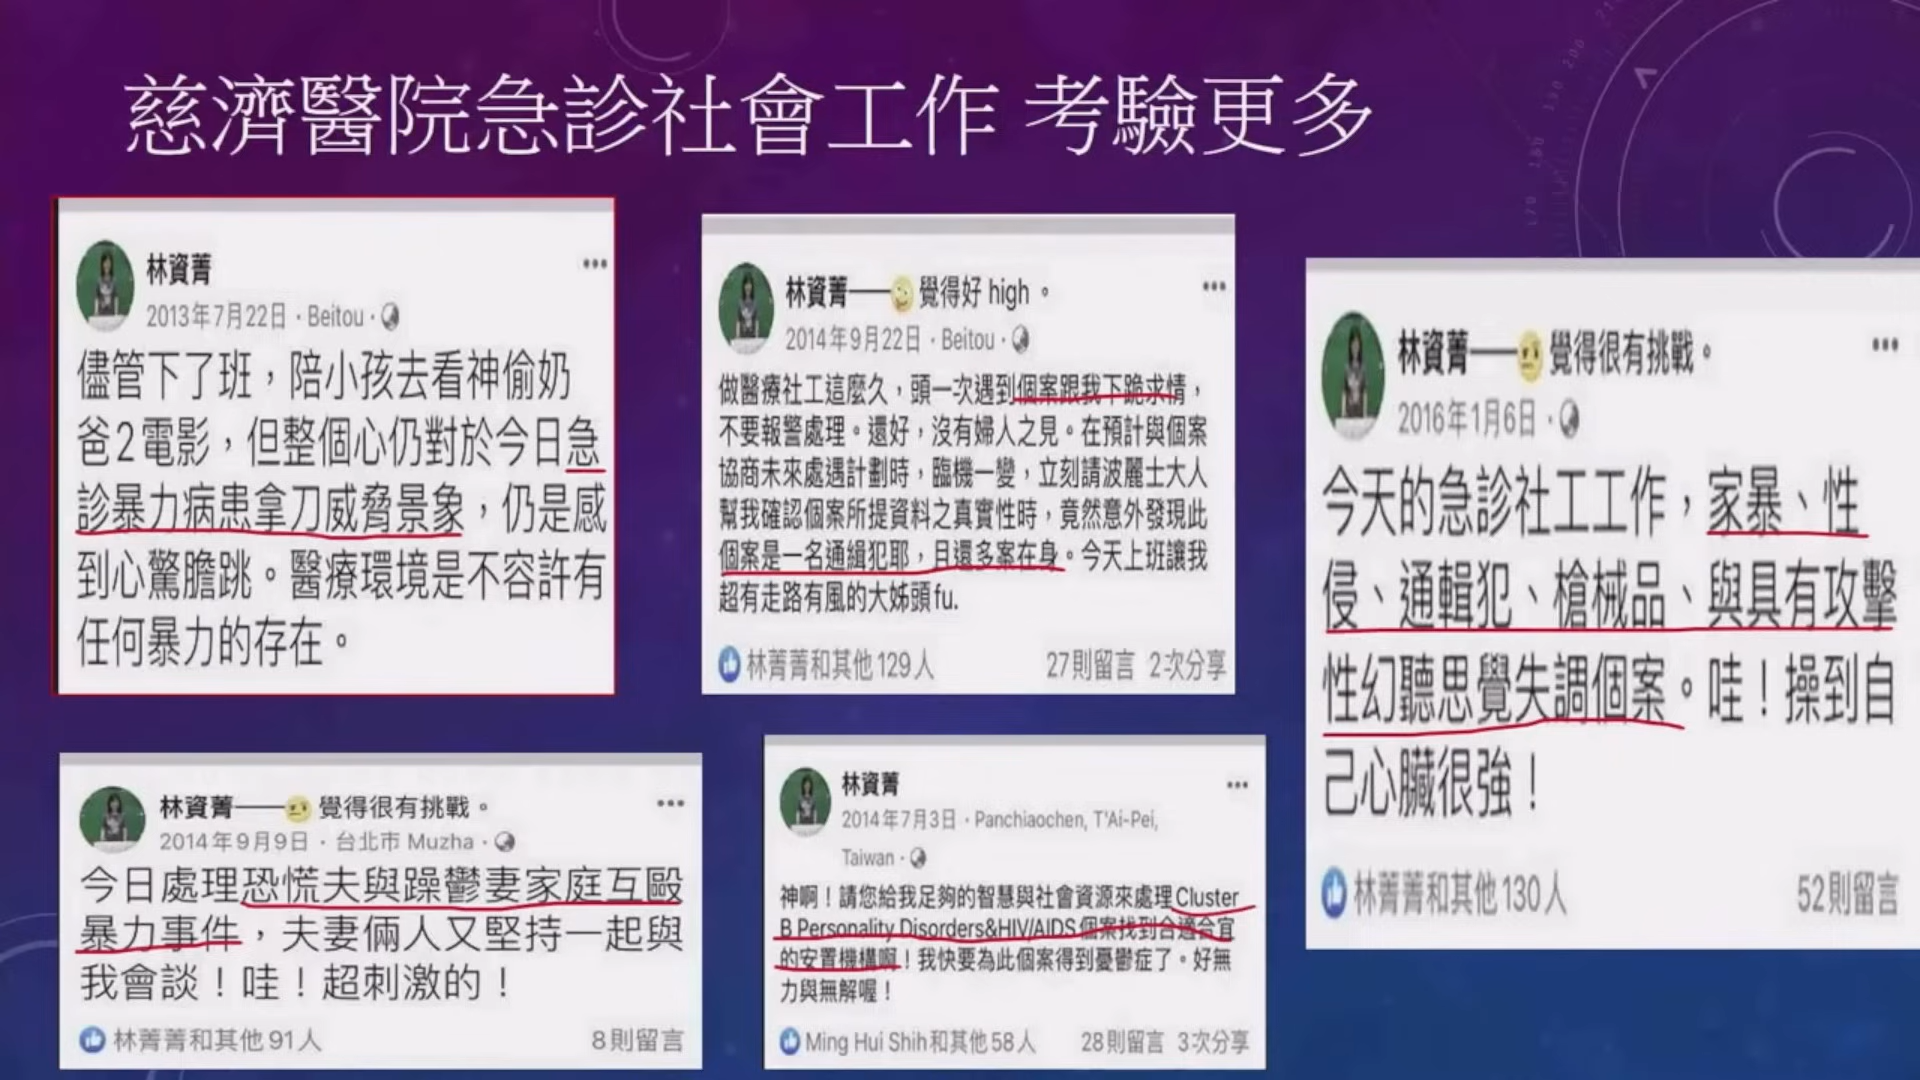 慈濟醫院急診社會工作 考驗更多
林資菁
2013年7月22日 · Beitou ·
儘管下了班，陪小孩去看神偷奶
爸2電影，但整個心仍對於今日急
診暴力病患拿刀威脅景象，仍是感
到心驚膽跳。醫療環境是不容許有
任何暴力的存在。
林資菁──覺得好 high 。
2014年9月22日 · Beitou ·
做醫療社工這麼久，頭一次遇到個案跟我下跪求情，
不要報警處理。還好，沒有婦人之見。在預計與個案
協商未來處遇計劃時，臨機一變，立刻請波麗士大人
幫我確認個案所提資料之真實性時，竟然意外發現此
個案是一名通緝犯耶，且還多案在身。今天上班讓我
超有走路有風的大姊頭fu.
林菁菁和其他129人 27則留言 2次分享
林資菁──覺得很有挑戰。
2016年1月6日 ·
今天的急診社工工作，家暴、性
侵、通輯犯、槍械品、與具有攻擊
性幻聽思覺失調個案。哇！操到自
己心臟很強！
林菁菁和其他130人 52則留言
林資菁──覺得很有挑戰。
2014年9月9日 · 台北市 Muzha ·
今日處理恐慌夫與躁鬱妻家庭互毆
暴力事件，夫妻倆人又堅持一起與
我會談！哇！超刺激的！
林菁菁和其他91人 8則留言
林資菁
2014年7月3日 · Panchiaochen, T'Ai-Pei,
Taiwan ·
神啊！請您給我足夠的智慧與社會資源來處理Cluster
B Personality Disorders&HIV/AIDS個案找到合適合宜
的安置機構啊！我快要為此個案得到憂鬱症了。好無
力與無解喔！
Ming Hui Shih和其他58人 28則留言 3次分享